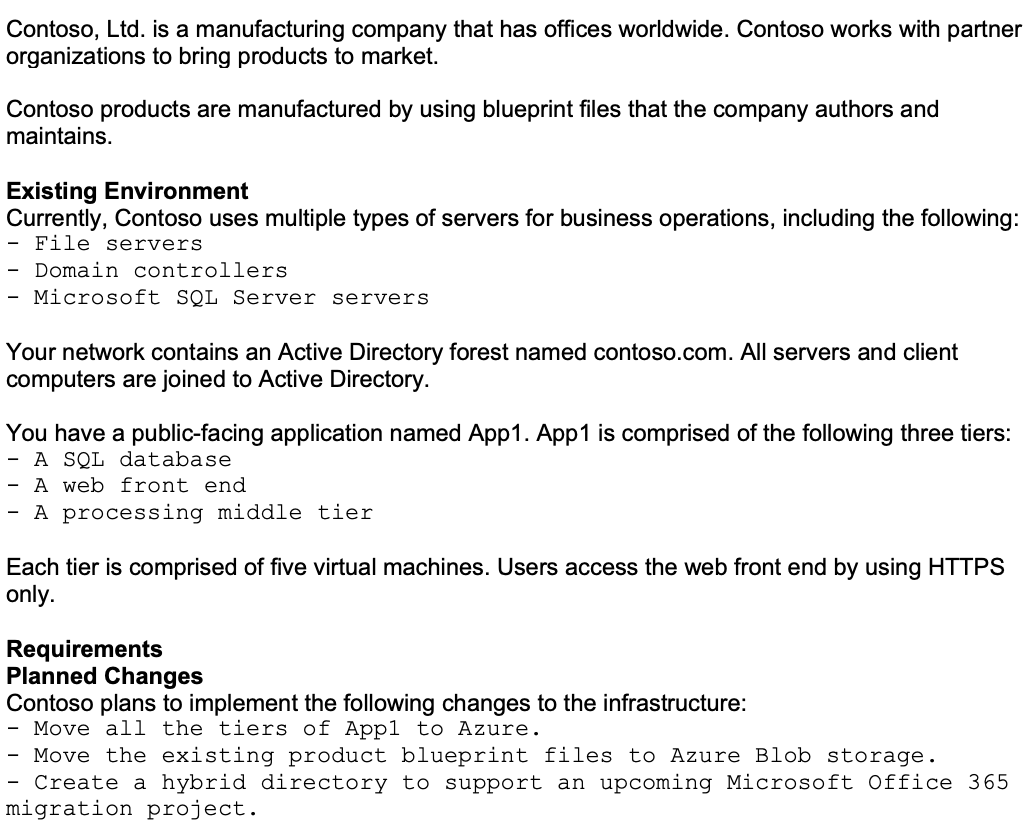 Contoso, Ltd. is a manufacturing company that has offices worldwide. Contoso works with partner
organizations to bring products to market.
Contoso products are manufactured by using blueprint files that the company authors and
maintains.
Existing Environment
Currently, Contoso uses multiple types of servers for business operations, including the following:
- File servers
- Domain controllers
- Microsoft SQL Server servers
Your network contains an Active Directory forest named contoso.com. All servers and client
computers are joined to Active Directory.
You have a public-facing application named App1. App1 is comprised of the following three tiers:
- A SQL database
- A web front end
- A processing middle tier
Each tier is comprised of five virtual machines. Users access the web front end by using HTTPS
only.
Requirements
Planned Changes
Contoso plans to implement the following changes to the infrastructure:
- Move all the tiers of App1 to Azure.
- Move the existing product blueprint files to Azure Blob storage.
- Create a hybrid directory to support an upcoming Microsoft Office 365
migration project.